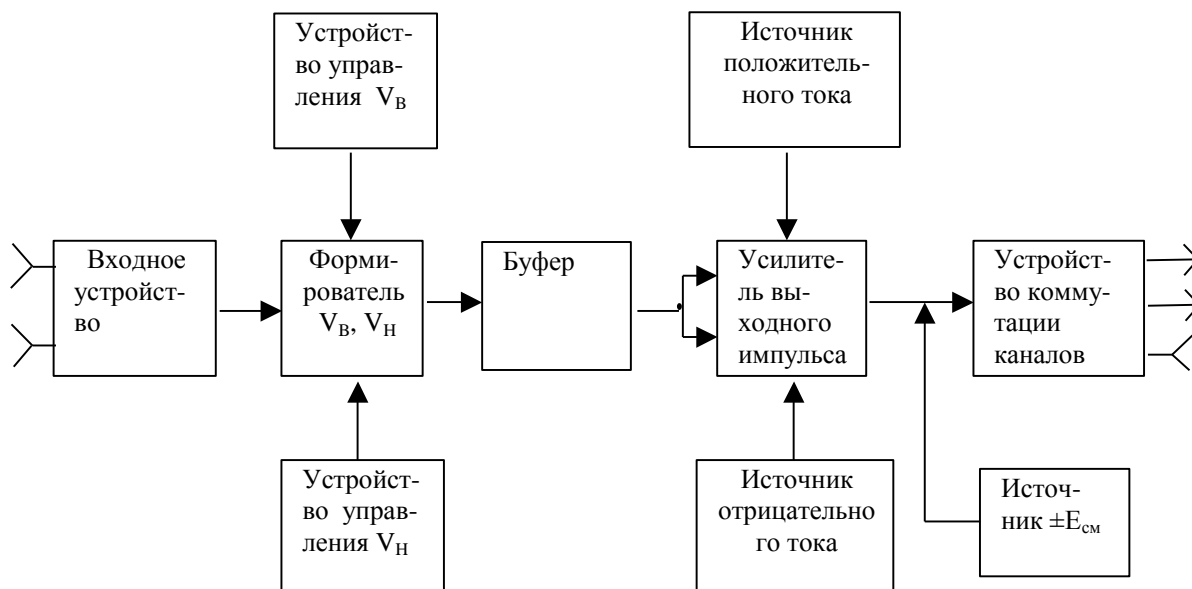 Устройст-
во управ-
ления V_В
Источник
положитель-
ного тока
Входное
устройст-
во
Форми-
рователь
V_В, V_Н
Буфер
Усилите-
ль вы-
ходного
импульса
Устройст-
во комму-
тации
каналов
Устройст-
во управ-
ления V_Н
Источник
отрицательно
го тока
Источ-
ник ±E_см